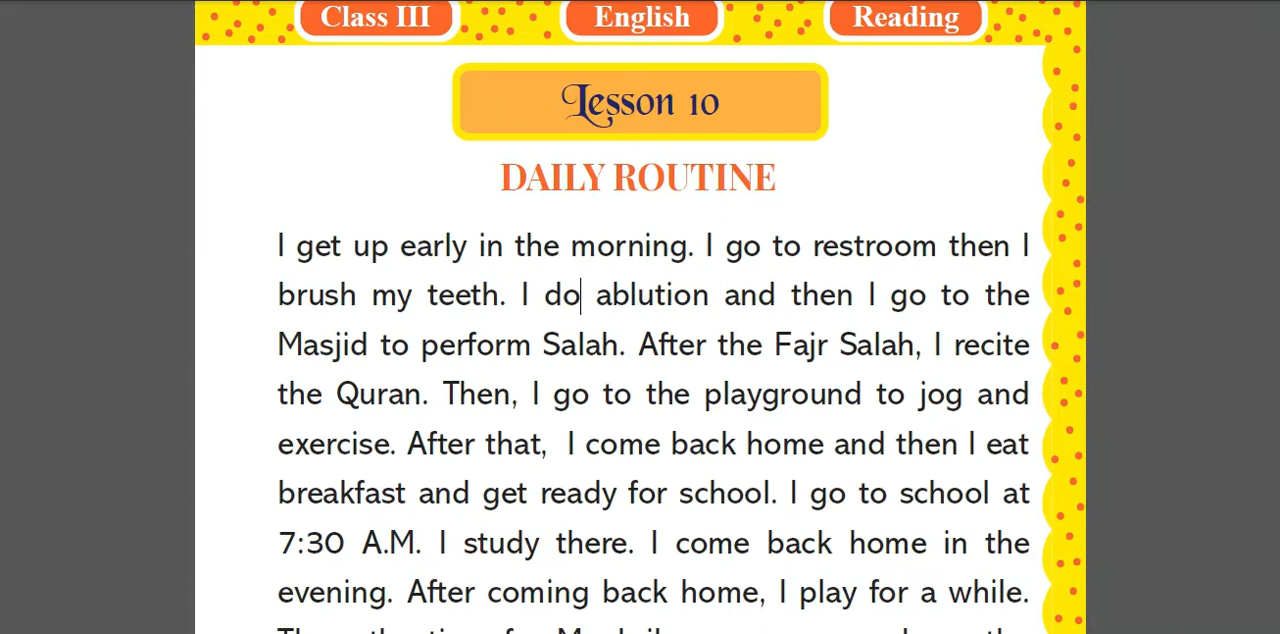 Class III English Reading
Lesson 10
DAILY ROUTINE
I get up early in the morning. I go to restroom then I
brush my teeth. I do ablution and then I go to the
Masjid to perform Salah. After the Fajr Salah, I recite
the Quran. Then, I go to the playground to jog and
exercise. After that, I come back home and then I eat
breakfast and get ready for school. I go to school at
7:30 A.M. I study there. I come back home in the
evening. After coming back home, I play for a while.